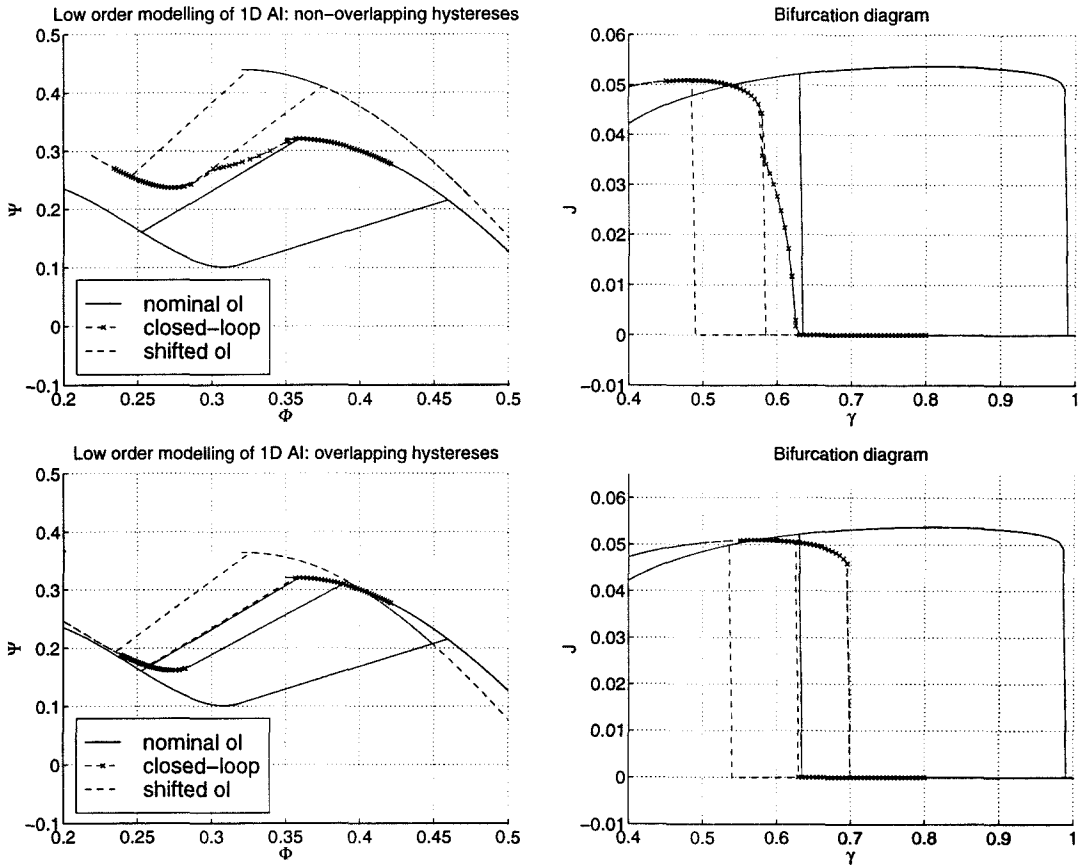 Low order modelling of 1D AI: non-overlapping hystereses
0.5
0.4
0.3
0.2
0.1
0
-0.1
Ψ
nominal ol
closed-loop
shifted ol
0.2 0.25 0.3 0.35 0.4 0.45 0.5
Φ
Bifurcation diagram
0.06
0.05
0.04
0.03
0.02
0.01
0
-0.01
J
0.4 0.5 0.6 0.7 0.8 0.9 1
γ
Low order modelling of 1D AI: overlapping hystereses
0.5
0.4
0.3
0.2
0.1
0
-0.1
Ψ
nominal ol
closed-loop
shifted ol
0.2 0.25 0.3 0.35 0.4 0.45 0.5
Φ
Bifurcation diagram
0.06
0.05
0.04
0.03
0.02
0.01
0
-0.01
J
0.4 0.5 0.6 0.7 0.8 0.9 1
γ